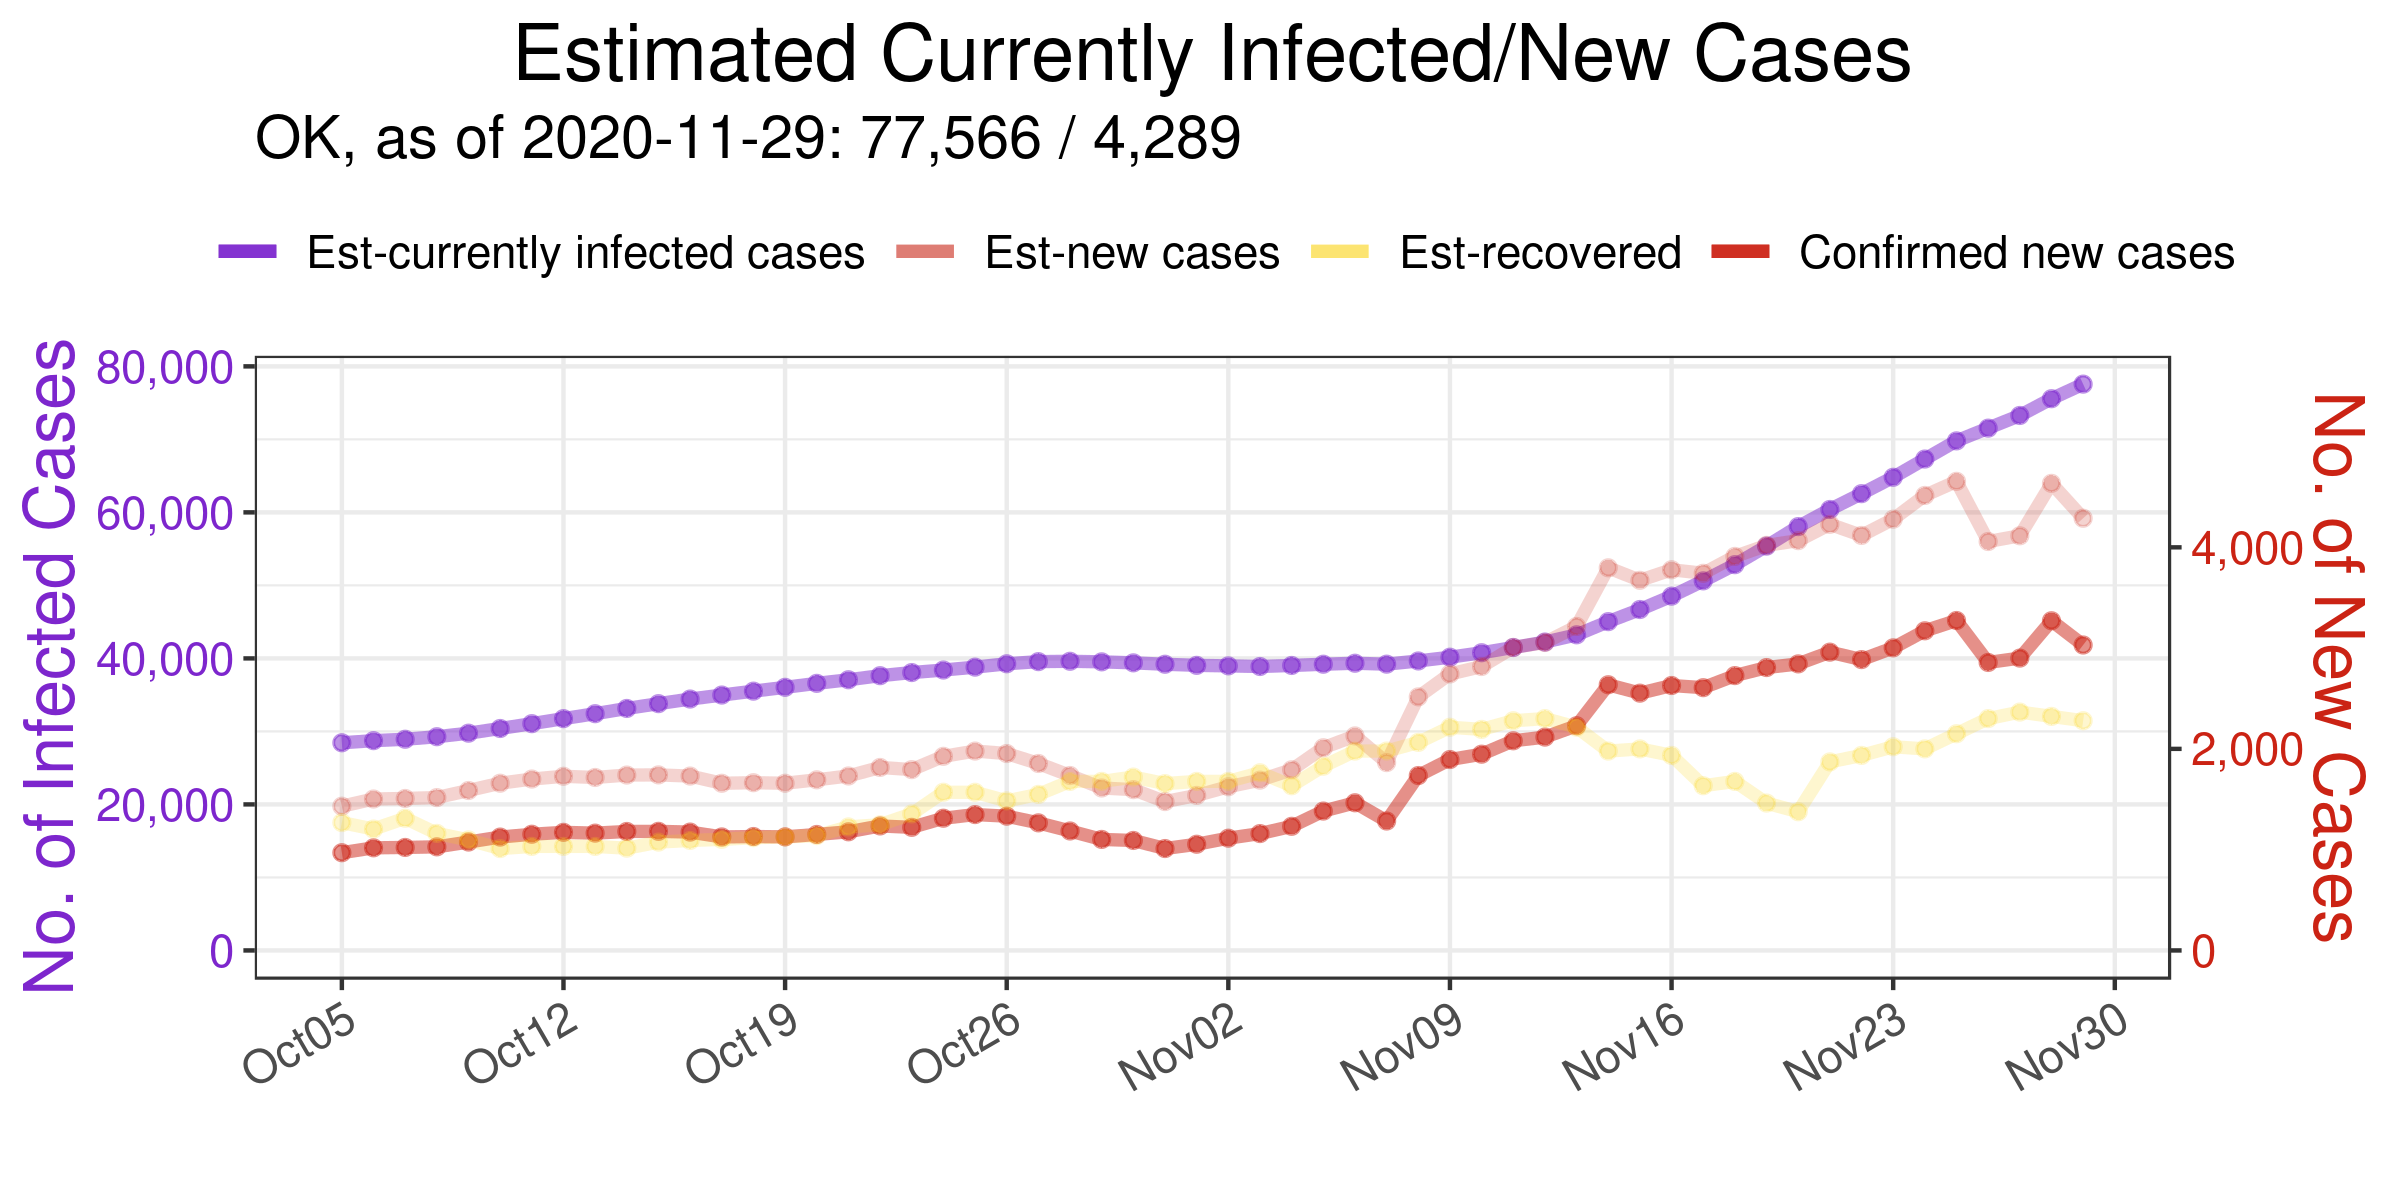 Estimated Currently Infected/New Cases
OK, as of 2020-11-29: 77,566 / 4,289
Est-currently infected cases Est-new cases Est-recovered Confirmed new cases
No. of Infected Cases
80,000
60,000
40,000
20,000
0
4,000
2,000
0
No. of New Cases
Oct05 Oct12 Oct19 Oct26 Nov02 Nov09 Nov16 Nov23 Nov30